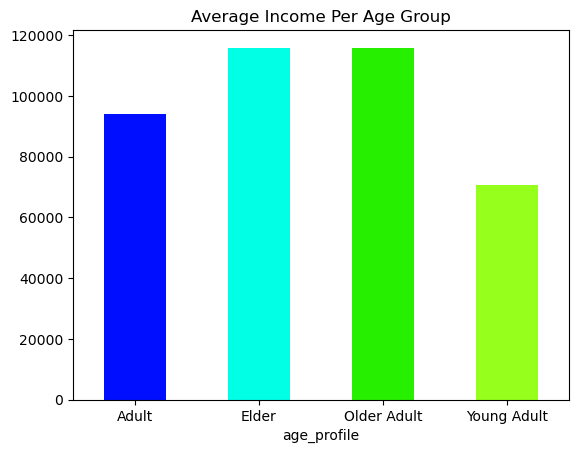 Average Income Per Age Group
120000
100000
80000
60000
40000
20000
0
Adult Elder Older Adult Young Adult
age_profile